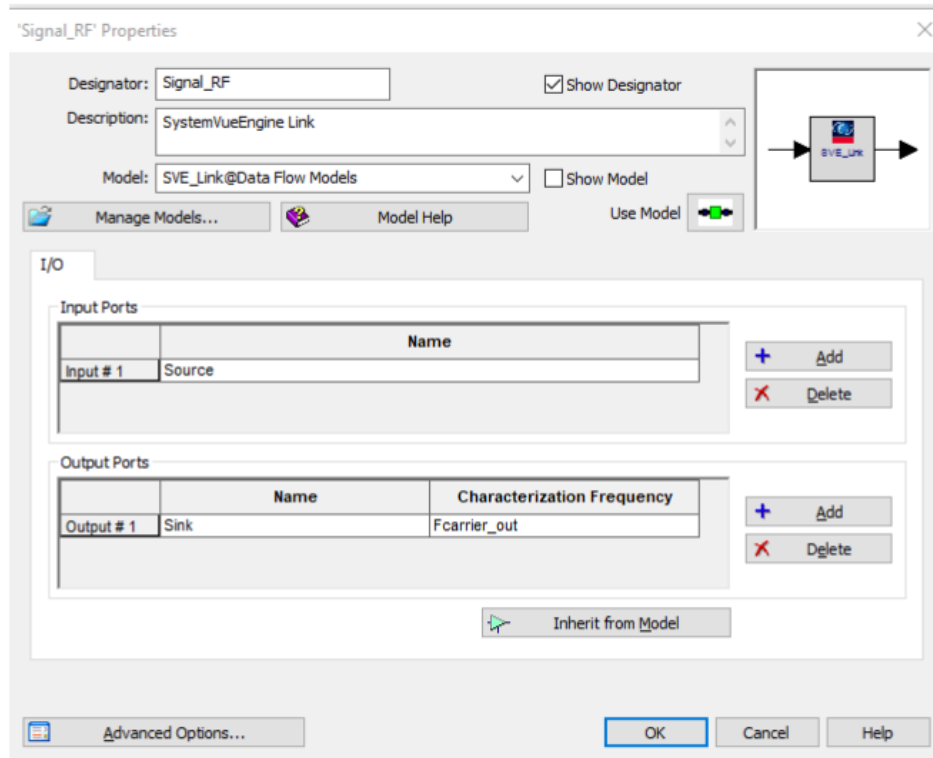 'Signal_RF' Properties
Designator: Signal_RF
Show Designator
Description: SystemVueEngine Link
SVE_Link
Model: SVE_Link@Data Flow Models
Show Model
Manage Models...
Model Help
Use Model
I/O
Input Ports
Name
Input # 1 Source
Add
Delete
Output Ports
Name Characterization Frequency
Output # 1 Sink Fcarrier_out
Add
Delete
Inherit from Model
Advanced Options...
OK
Cancel
Help